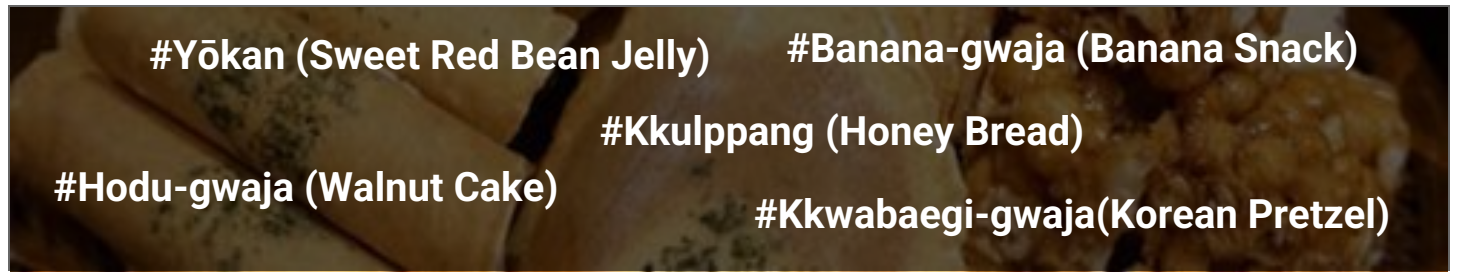 #Yōkan (Sweet Red Bean Jelly)
#Banana-gwaja (Banana Snack)
#Kkulppang (Honey Bread)
#Hodu-gwaja (Walnut Cake)
#Kkwabaegi-gwaja(Korean Pretzel)